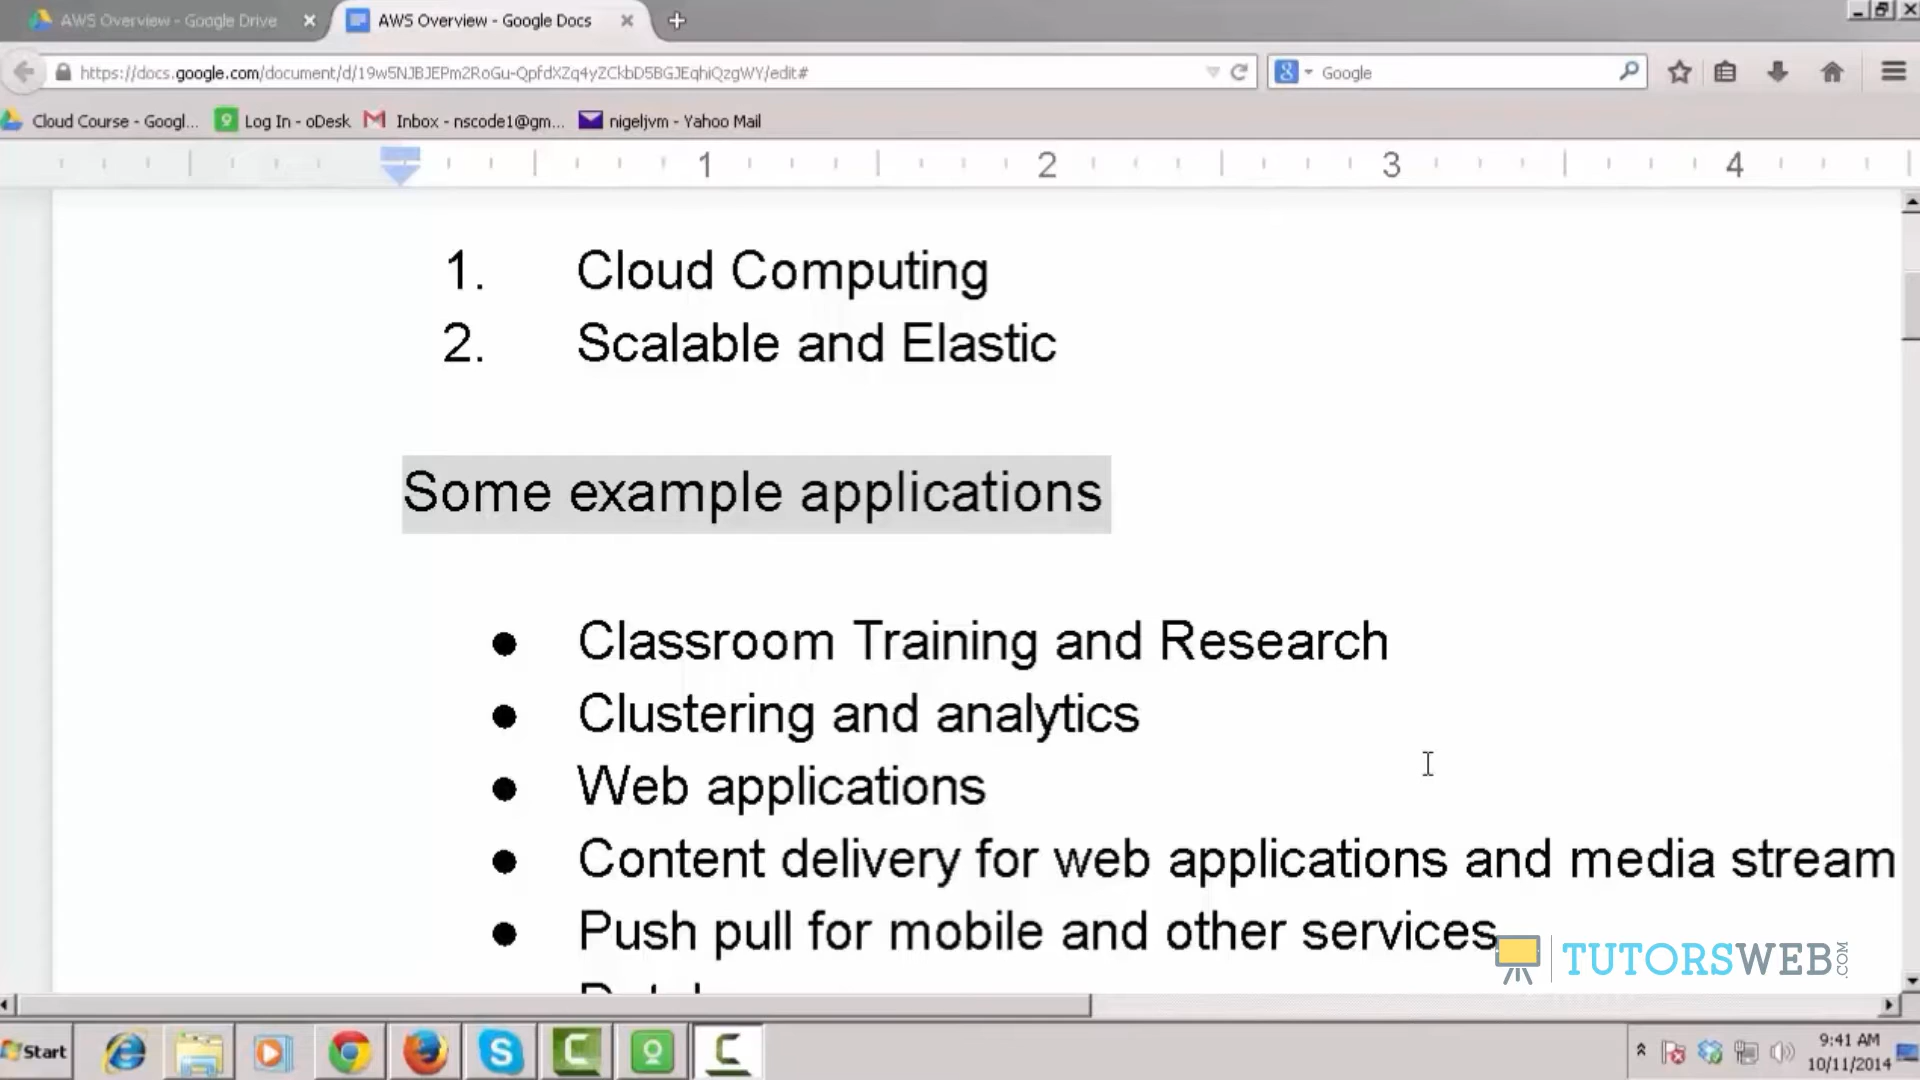 AWS Overview - Google Drive
AWS Overview - Google Docs
https://docs.google.com/document/d/19w5NJBJEPm2RoGu-QpfdXZq4yZCkbD5BGJEqhiQzgWY/edit#
Google
Cloud Course - Googl...
Log In - oDesk
Inbox - nscode1@gm...
nigeljvm - Yahoo Mail
1 2 3 4
1. Cloud Computing
2. Scalable and Elastic
Some example applications
● Classroom Training and Research
● Clustering and analytics
● Web applications
● Content delivery for web applications and media stream
● Push pull for mobile and other services
TUTORSWEB.COM
Start
9:41 AM
10/11/2014